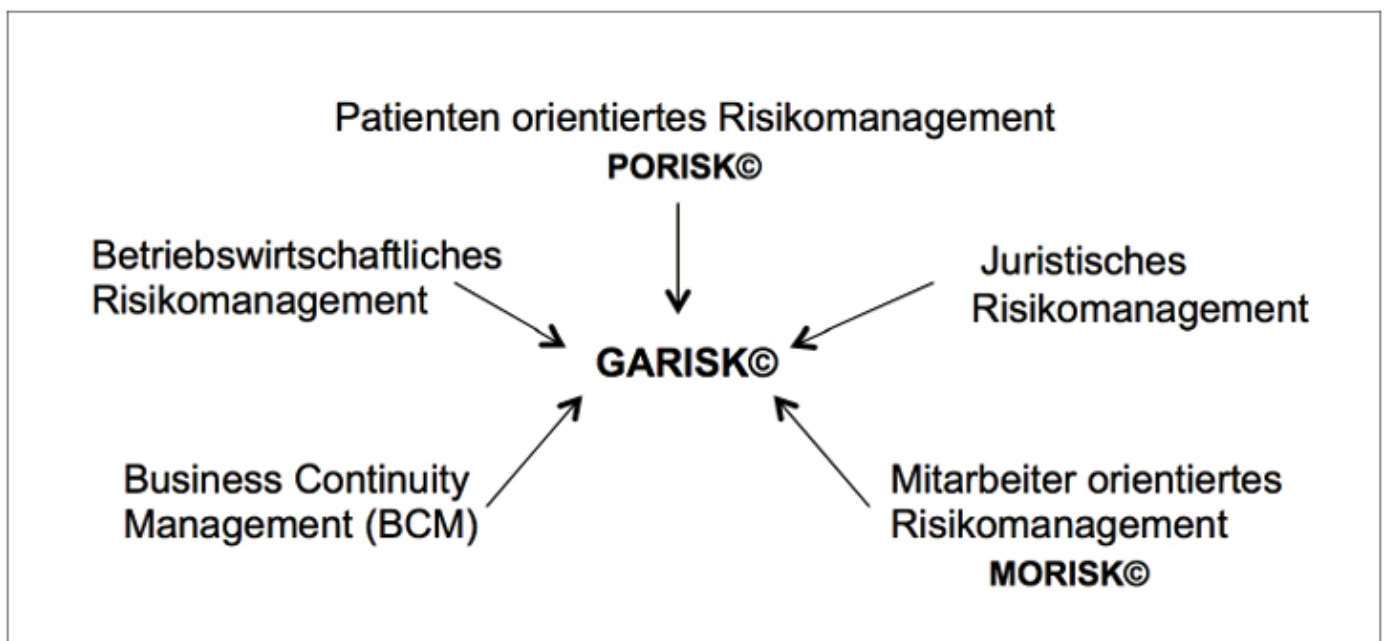 Patienten orientiertes Risikomanagement
PORISK©
Betriebswirtschaftliches
Risikomanagement
Juristisches
Risikomanagement
GARISK©
Business Continuity
Management (BCM)
Mitarbeiter orientiertes
Risikomanagement
MORISK©